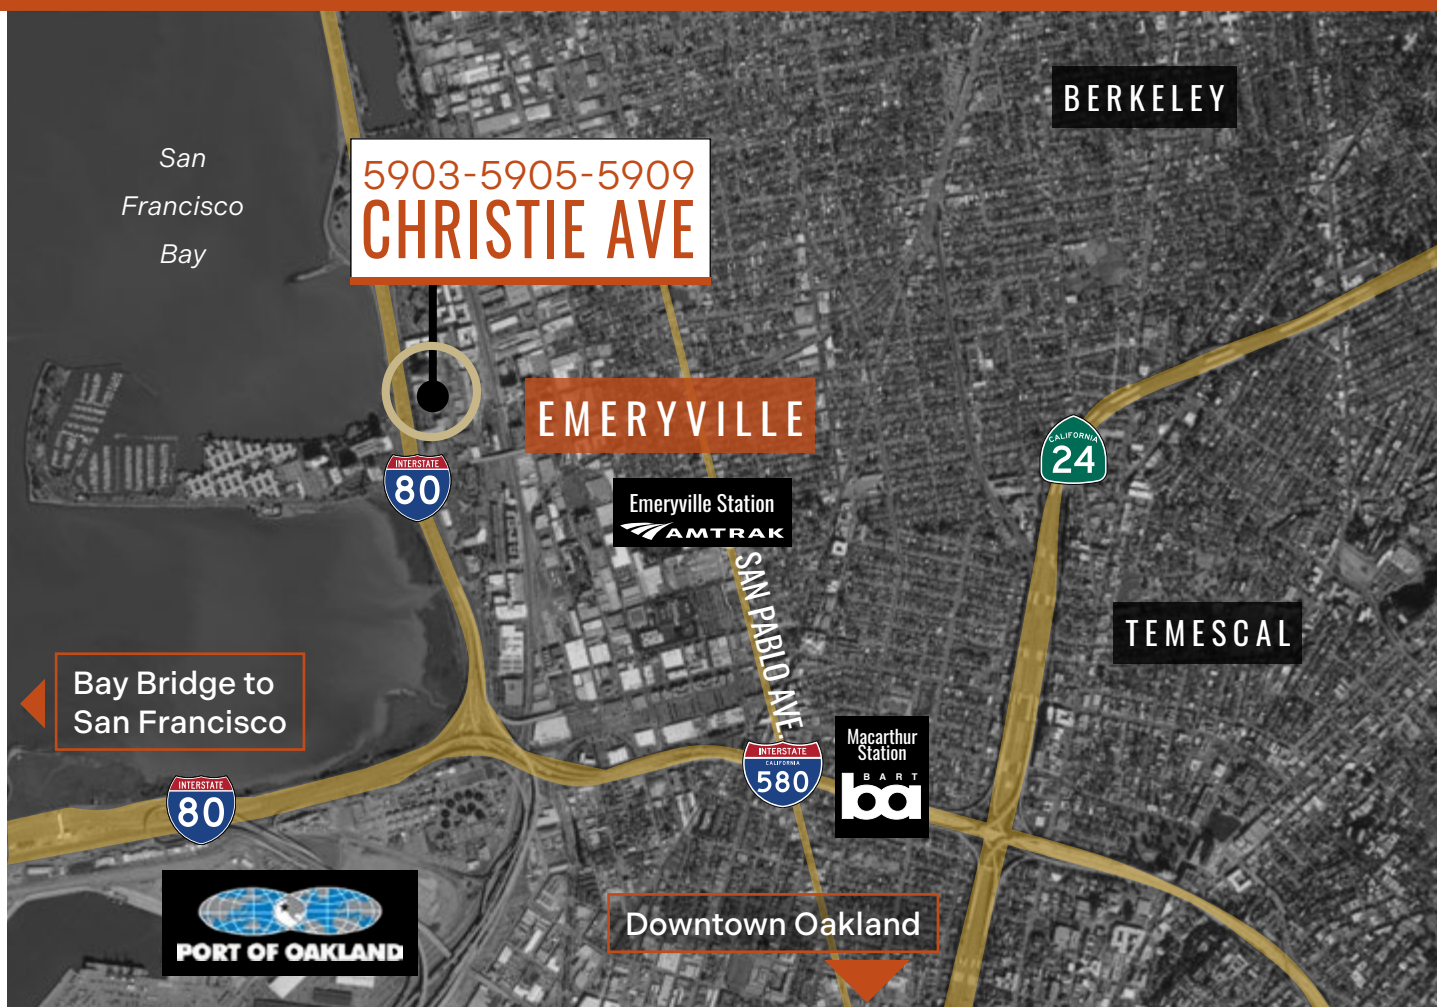 BERKELEY
San
Francisco
Bay
5903-5905-5909
CHRISTIE AVE
EMERYVILLE
CALIFORNIA
24
INTERSTATE
80
Emeryville Station
AMTRAK
SAN PABLO AVE.
TEMESCAL
Bay Bridge to
San Francisco
Macarthur
Station
BART
ba
INTERSTATE
CALIFORNIA
580
INTERSTATE
80
PORT OF OAKLAND
Downtown Oakland